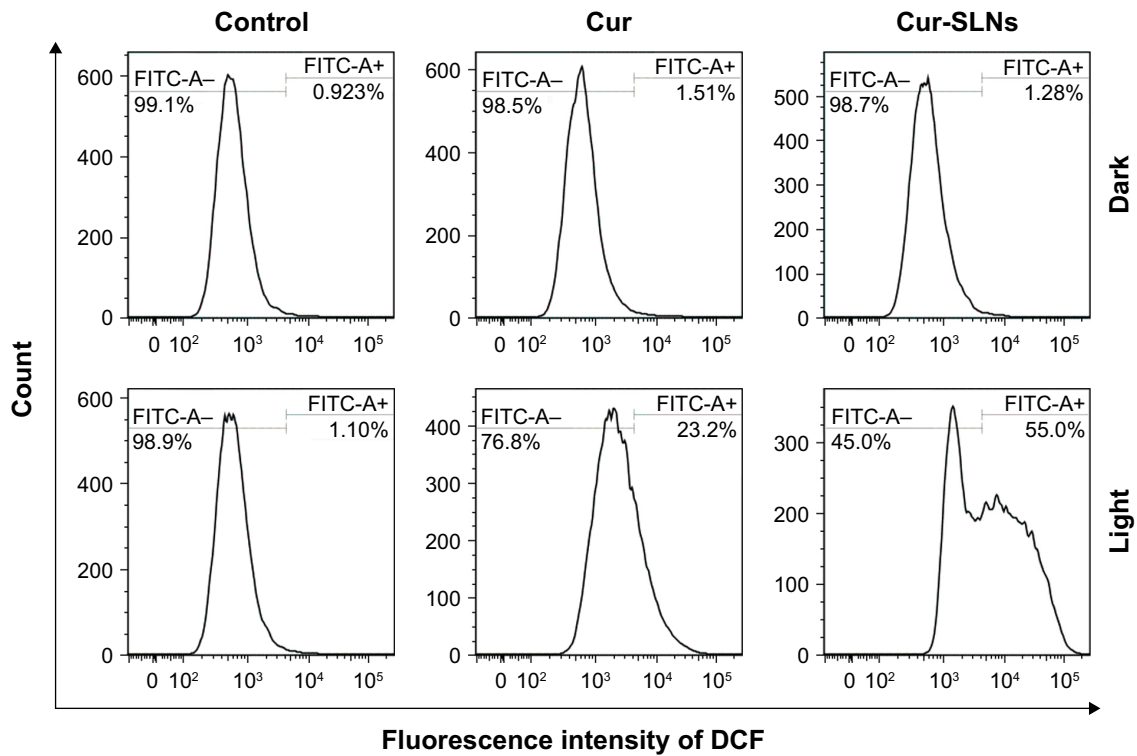 Control Cur Cur-SLNs
FITC-A– FITC-A+
99.1% 0.923%
600
400
200
0
0 10² 10³ 10⁴ 10⁵
FITC-A– FITC-A+
98.5% 1.51%
600
400
200
0
0 10² 10³ 10⁴ 10⁵
FITC-A– FITC-A+
98.7% 1.28%
500
400
300
200
100
0
0 10² 10³ 10⁴ 10⁵
Dark
FITC-A– FITC-A+
98.9% 1.10%
600
400
200
0
0 10² 10³ 10⁴ 10⁵
FITC-A– FITC-A+
76.8% 23.2%
400
300
200
100
0
0 10² 10³ 10⁴ 10⁵
FITC-A– FITC-A+
45.0% 55.0%
300
200
100
0
0 10² 10³ 10⁴ 10⁵
Light
Count
Fluorescence intensity of DCF